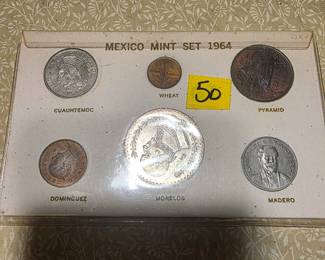 MEXICO MINT SET 1964
50
CUAUHTEMOC
WHEAT
PYRAMID
DOMINGUEZ
MORELOS
MADERO